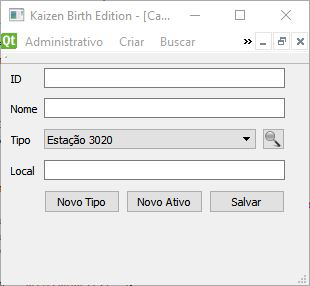 Kaizen Birth Edition - [Ca...
Qt Administrativo Criar Buscar »
ID
Nome
Tipo Estação 3020
Local
Novo Tipo Novo Ativo Salvar